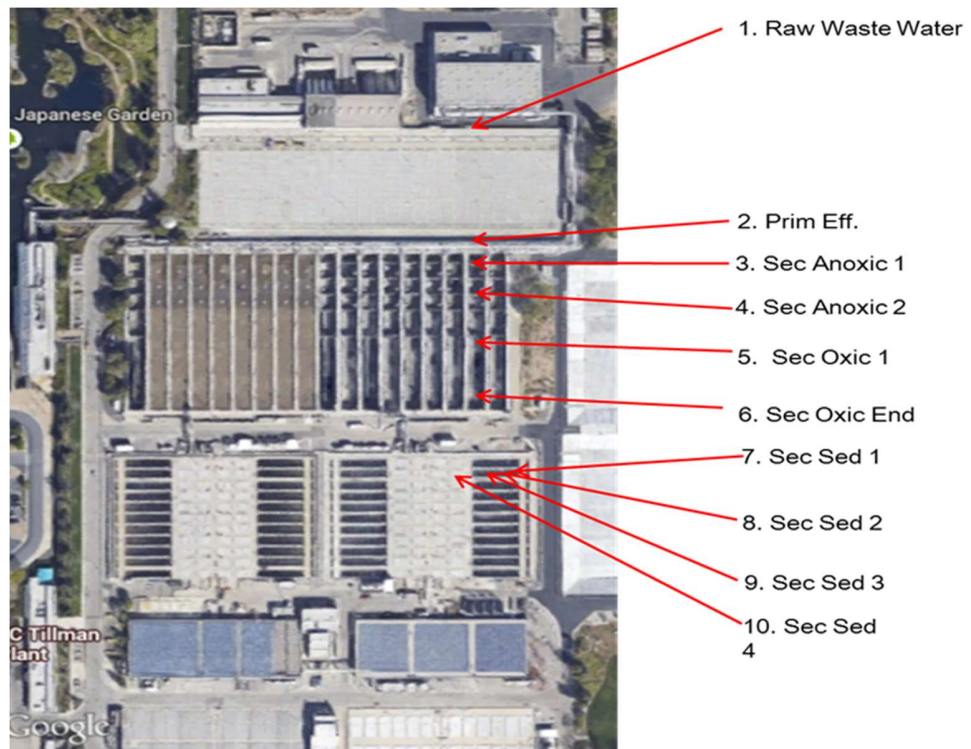 1. Raw Waste Water
Japanese Garden
2. Prim Eff.
3. Sec Anoxic 1
4. Sec Anoxic 2
5. Sec Oxic 1
6. Sec Oxic End
7. Sec Sed 1
8. Sec Sed 2
9. Sec Sed 3
10. Sec Sed
4
C Tillman
lant
Google